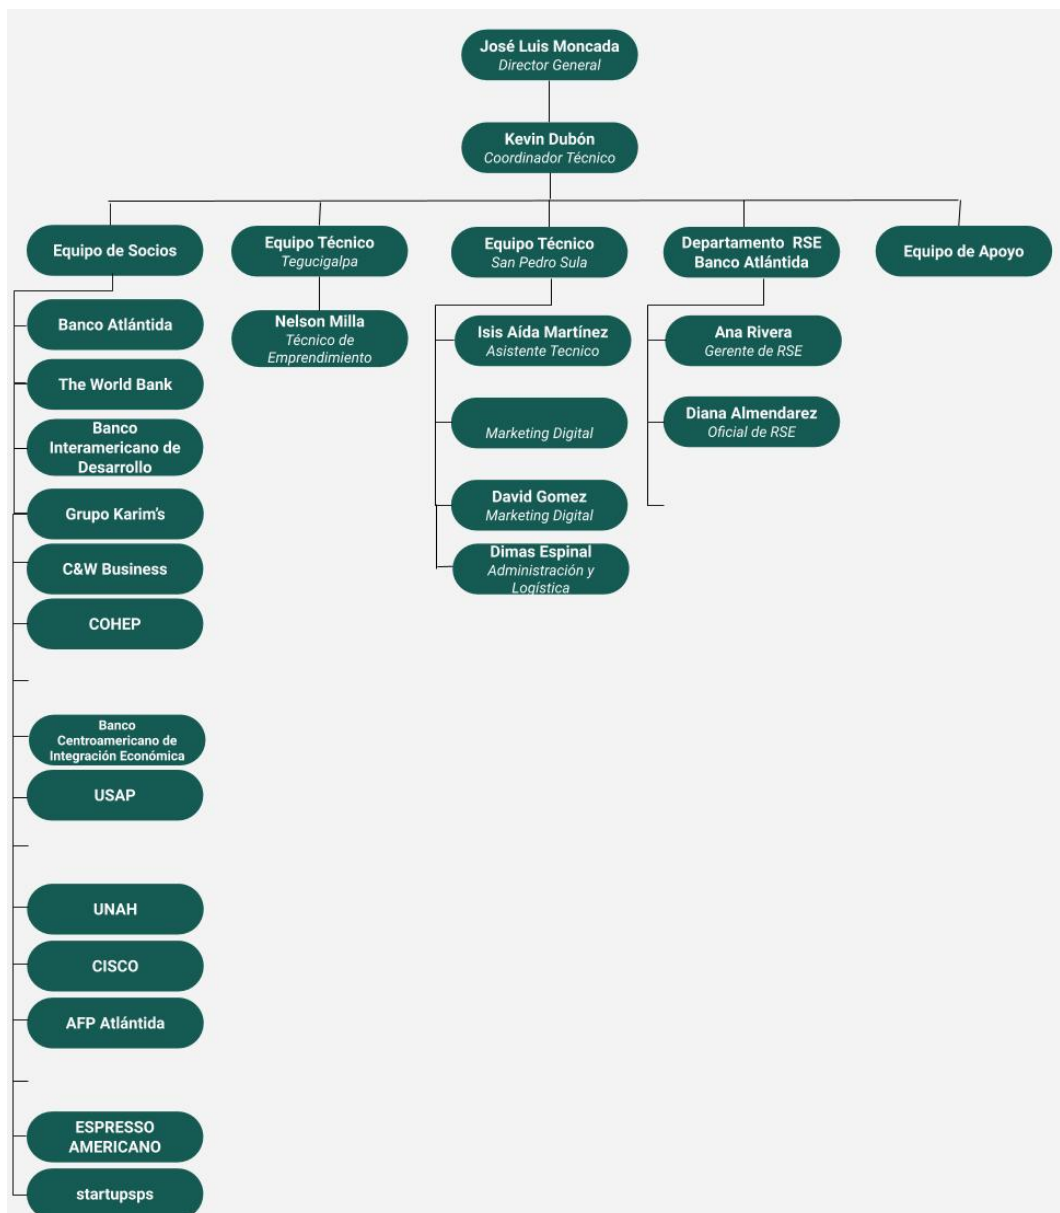 José Luis Moncada
Director General
Kevin Dubón
Coordinador Técnico
Equipo de Socios
Equipo Técnico
Tegucigalpa
Equipo Técnico
San Pedro Sula
Departamento RSE
Banco Atlántida
Equipo de Apoyo
Banco Atlántida
The World Bank
Banco
Interamericano de
Desarrollo
Grupo Karim's
C&W Business
COHEP
Banco
Centroamericano de
Integración Económica
USAP
UNAH
CISCO
AFP Atlántida
ESPRESSO
AMERICANO
startupsps
Nelson Milla
Técnico de
Emprendimiento
Isis Aída Martínez
Asistente Tecnico
Marketing Digital
David Gomez
Marketing Digital
Dimas Espinal
Administración y
Logística
Ana Rivera
Gerente de RSE
Diana Almendarez
Oficial de RSE